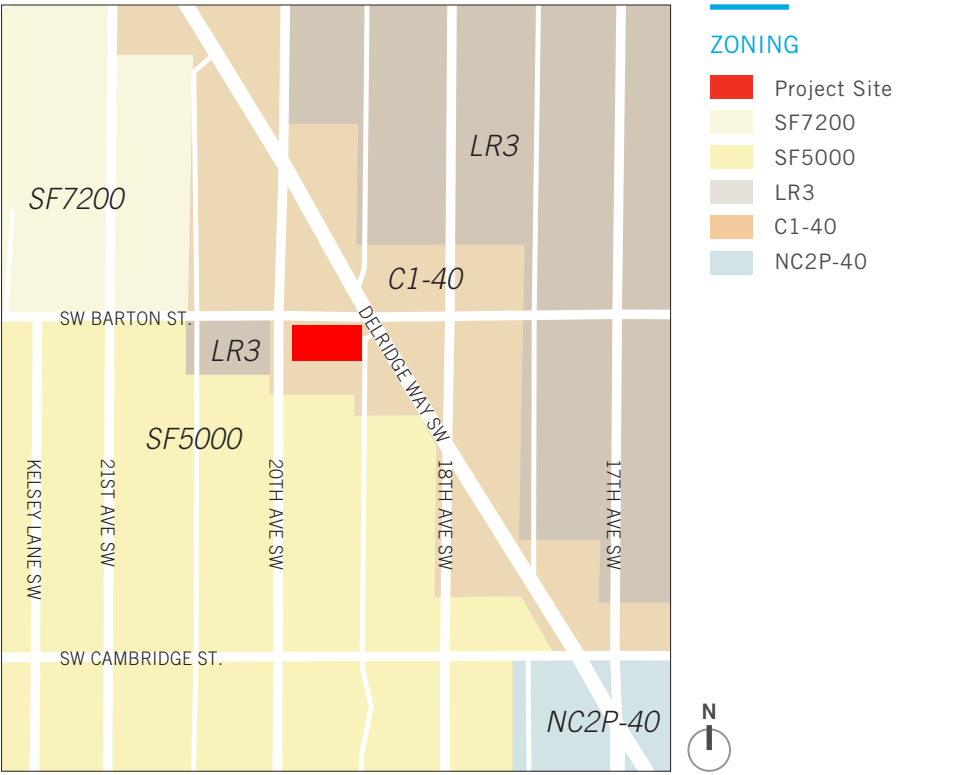 ZONING
Project Site
SF7200
SF5000
LR3
C1-40
NC2P-40
LR3
SF7200
C1-40
SW BARTON ST.
LR3
DELRIDGE WAY SW
SF5000
KELSEY LANE SW
21ST AVE SW
20TH AVE SW
18TH AVE SW
17TH AVE SW
SW CAMBRIDGE ST.
NC2P-40
N